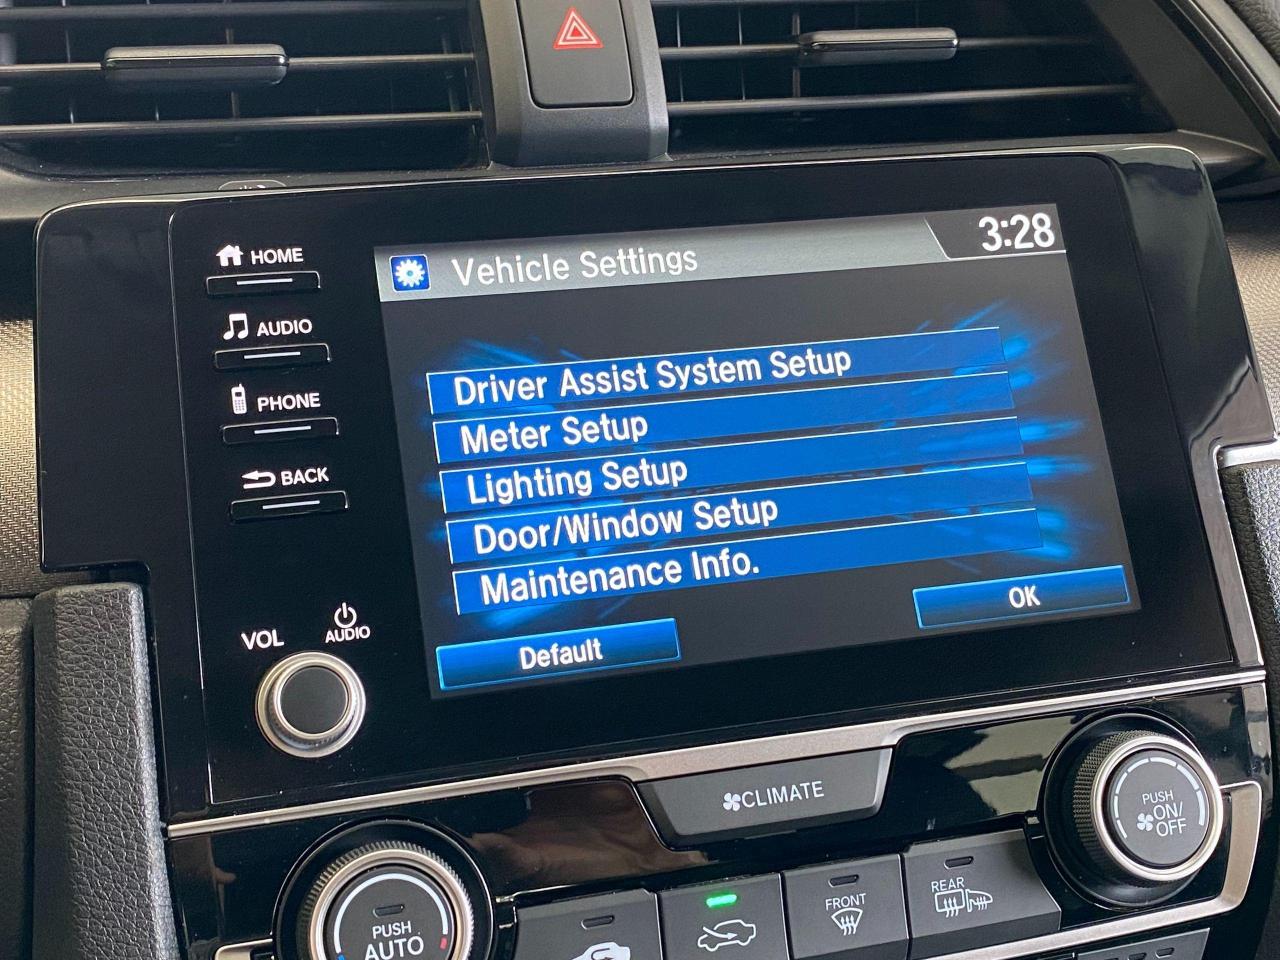 HOME
AUDIO
PHONE
BACK
VOL
AUDIO
Vehicle Settings
3:28
Driver Assist System Setup
Meter Setup
Lighting Setup
Door/Window Setup
Maintenance Info.
Default
OK
CLIMATE
PUSH
AUTO
FRONT
REAR
PUSH
ON/
OFF